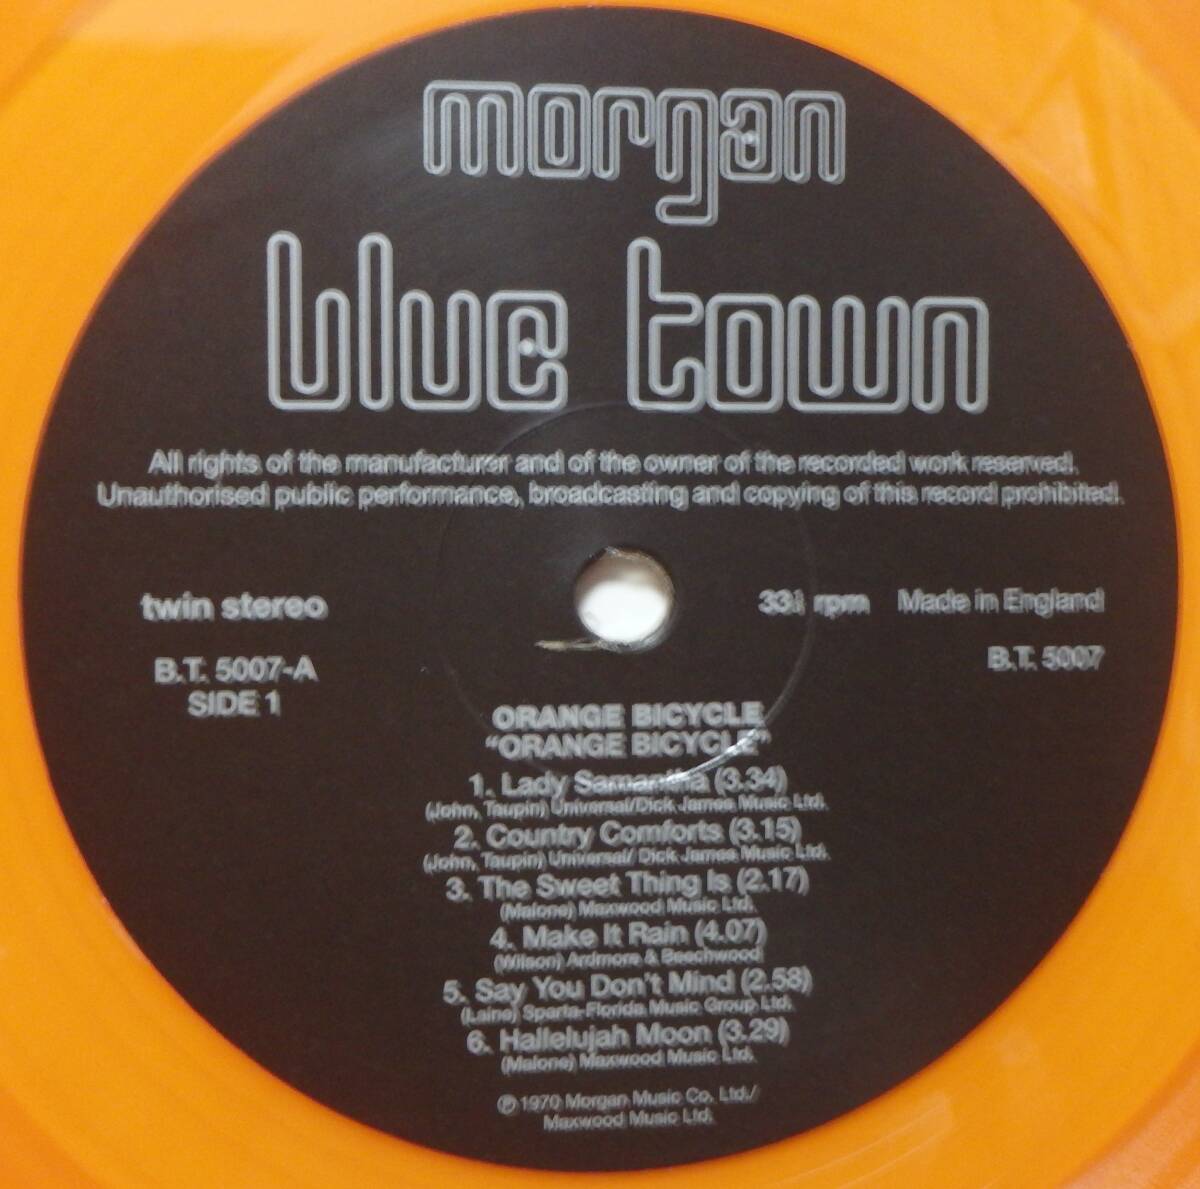 morgan
blue town
All rights of the manufacturer and of the owner of the recorded work reserved.
Unauthorised public performance, broadcasting and copying of this record prohibited.
twin stereo
33⅓ rpm Made in England
B.T. 5007-A
SIDE 1
B.T. 5007
ORANGE BICYCLE
“ORANGE BICYCLE”
1. Lady Samantha (3.34)
(John, Taupin) Universal/Dick James Music Ltd.
2. Country Comforts (3.15)
(John, Taupin) Universal/ Dick James Music Ltd.
3. The Sweet Thing Is (2.17)
(Malone) Maxwood Music Ltd.
4. Make It Rain (4.07)
(Wilson) Ardmore & Beechwood
5. Say You Don't Mind (2.58)
(Laine) Sparta-Florida Music Group Ltd.
6. Hallelujah Moon (3.29)
(Malone) Maxwood Music Ltd.
℗ 1970 Morgan Music Co. Ltd./
Maxwood Music Ltd.